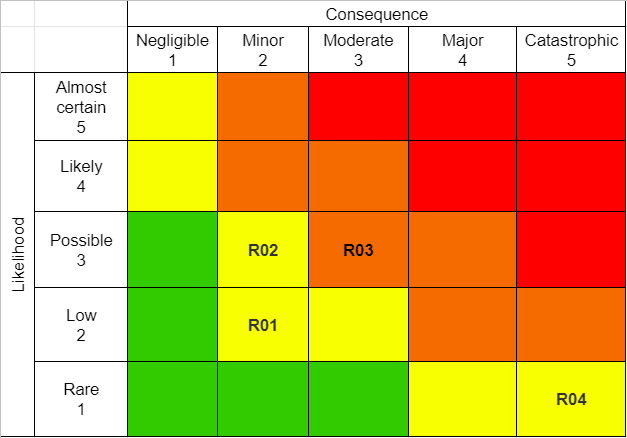 Consequence
Negligible
1
Minor
2
Moderate
3
Major
4
Catastrophic
5
Likelihood
Almost
certain
5
Likely
4
Possible
3
R02
R03
Low
2
R01
Rare
1
R04